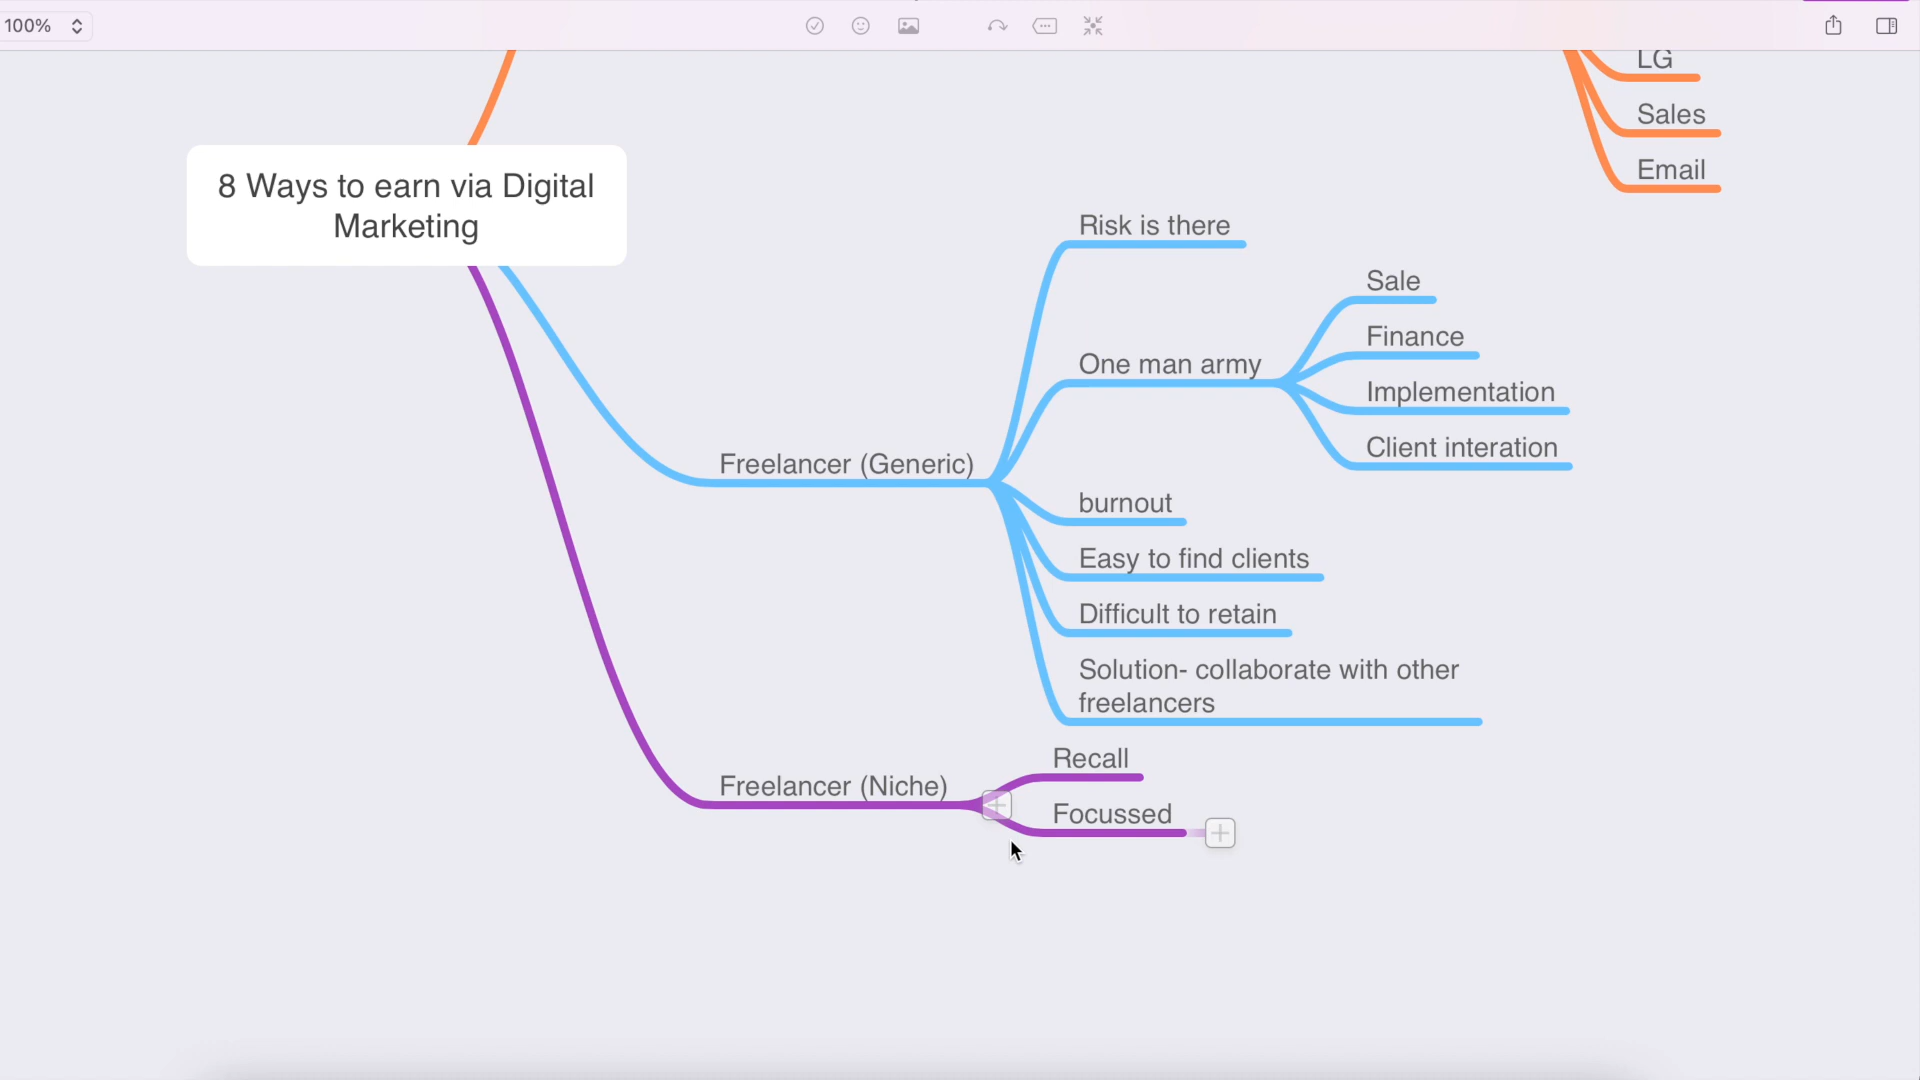 100%
LG
Sales
Email
8 Ways to earn via Digital
Marketing
Risk is there
Sale
Finance
One man army
Implementation
Client interation
Freelancer (Generic)
burnout
Easy to find clients
Difficult to retain
Solution- collaborate with other
freelancers
Recall
Freelancer (Niche)
Focussed